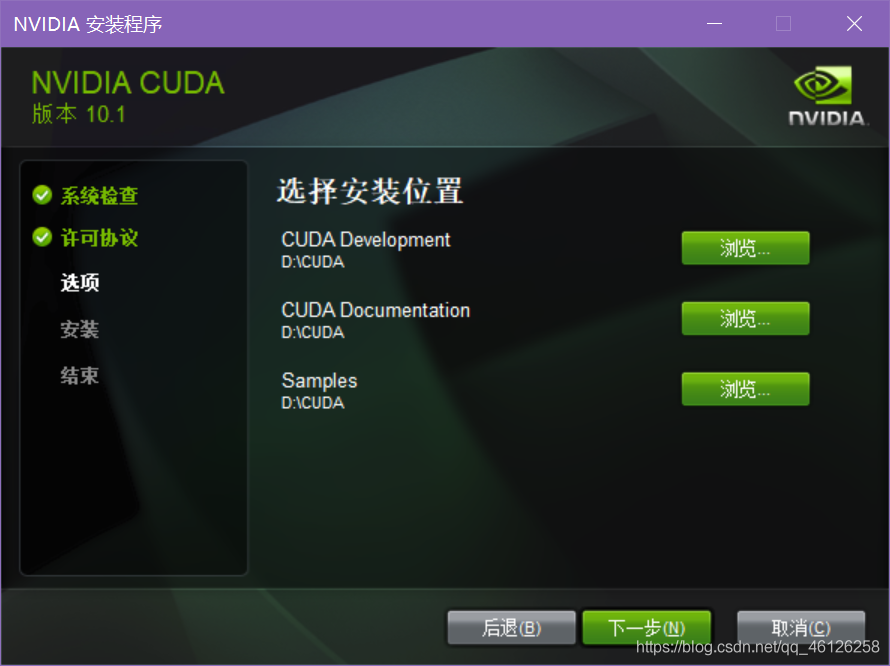 NVIDIA 安装程序
NVIDIA CUDA
版本 10.1
NVIDIA.
系统检查
许可协议
选项
安装
结束
选择安装位置
CUDA Development
D:\CUDA
浏览...
CUDA Documentation
D:\CUDA
浏览...
Samples
D:\CUDA
浏览...
后退(B)
下一步(N)
取消(C)
https://blog.csdn.net/qq_46126258